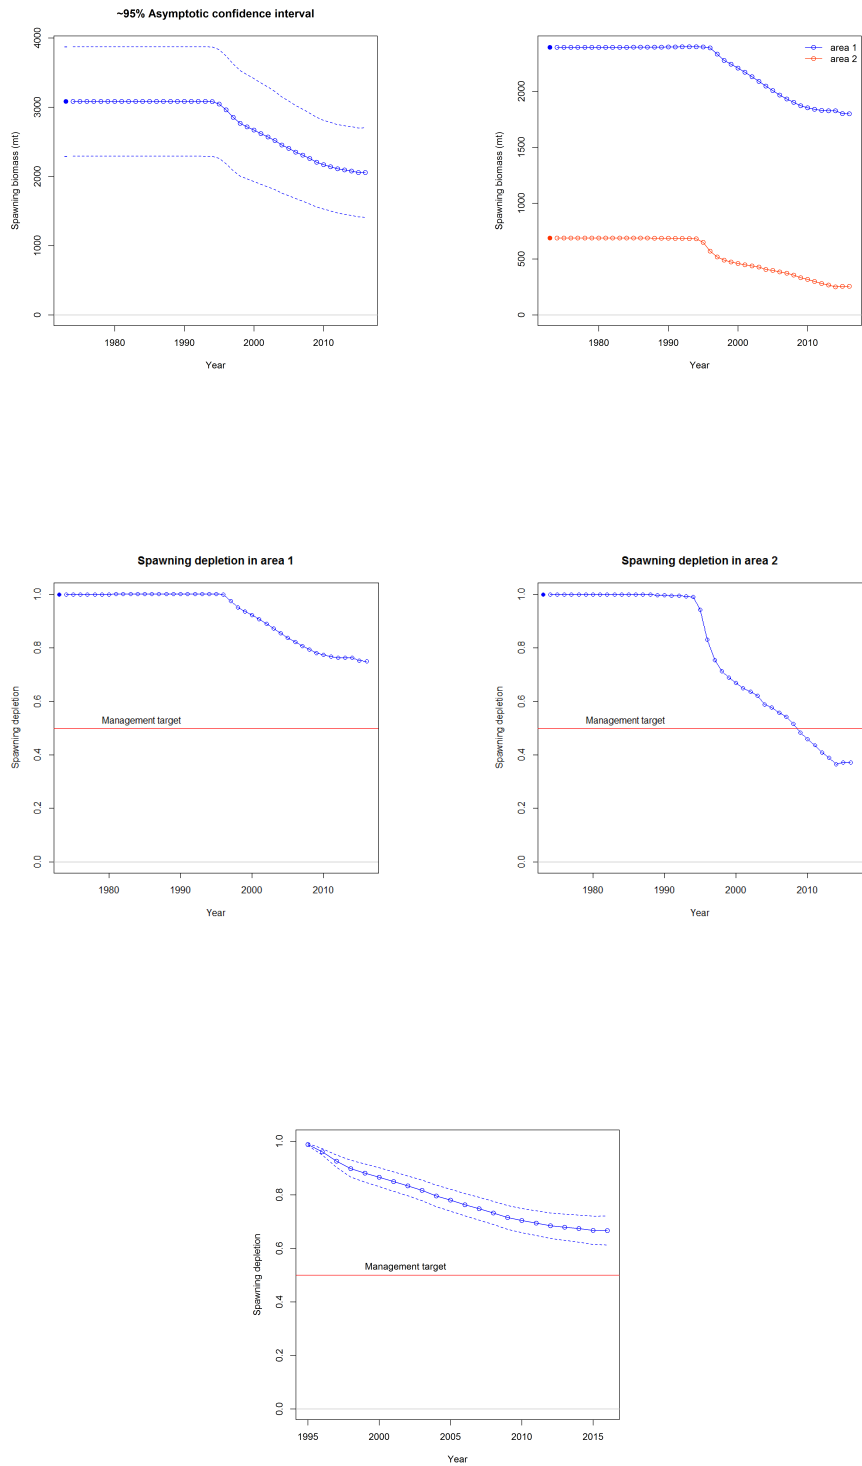 ~95% Asymptotic confidence interval
Spawning biomass (mt)
4000
3000
2000
1000
0
1980 1990 2000 2010
Year
area 1
area 2
Spawning biomass (mt)
2000
1500
1000
500
0
1980 1990 2000 2010
Year
Spawning depletion in area 1
Spawning depletion
1.0
0.8
0.6
0.4
0.2
0.0
Management target
1980 1990 2000 2010
Year
Spawning depletion in area 2
Spawning depletion
1.0
0.8
0.6
0.4
0.2
0.0
Management target
1980 1990 2000 2010
Year
Spawning depletion
1.0
0.8
0.6
0.4
0.2
0.0
Management target
1995 2000 2005 2010 2015
Year